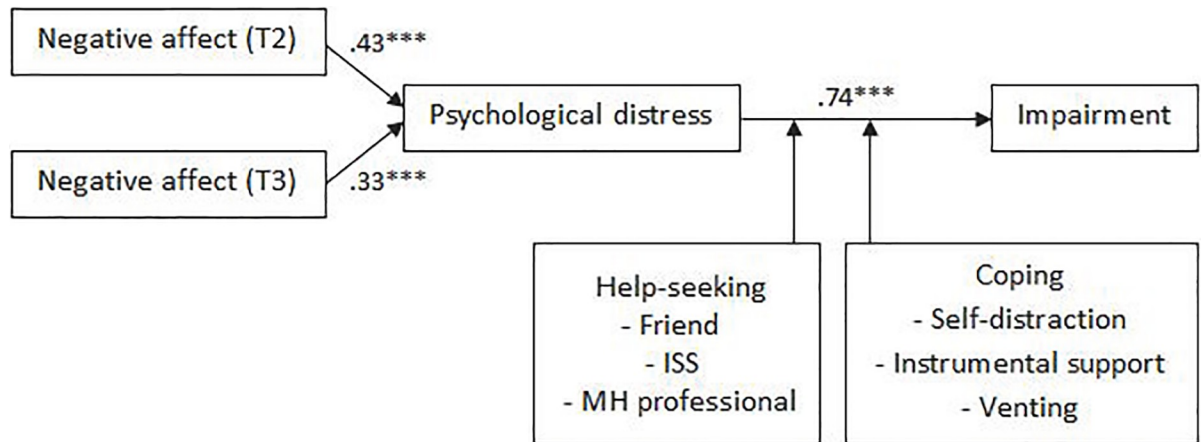 Negative affect (T2)
.43***
Psychological distress
.74***
Impairment
Negative affect (T3)
.33***
Help-seeking
- Friend
- ISS
- MH professional
Coping
- Self-distraction
- Instrumental support
- Venting